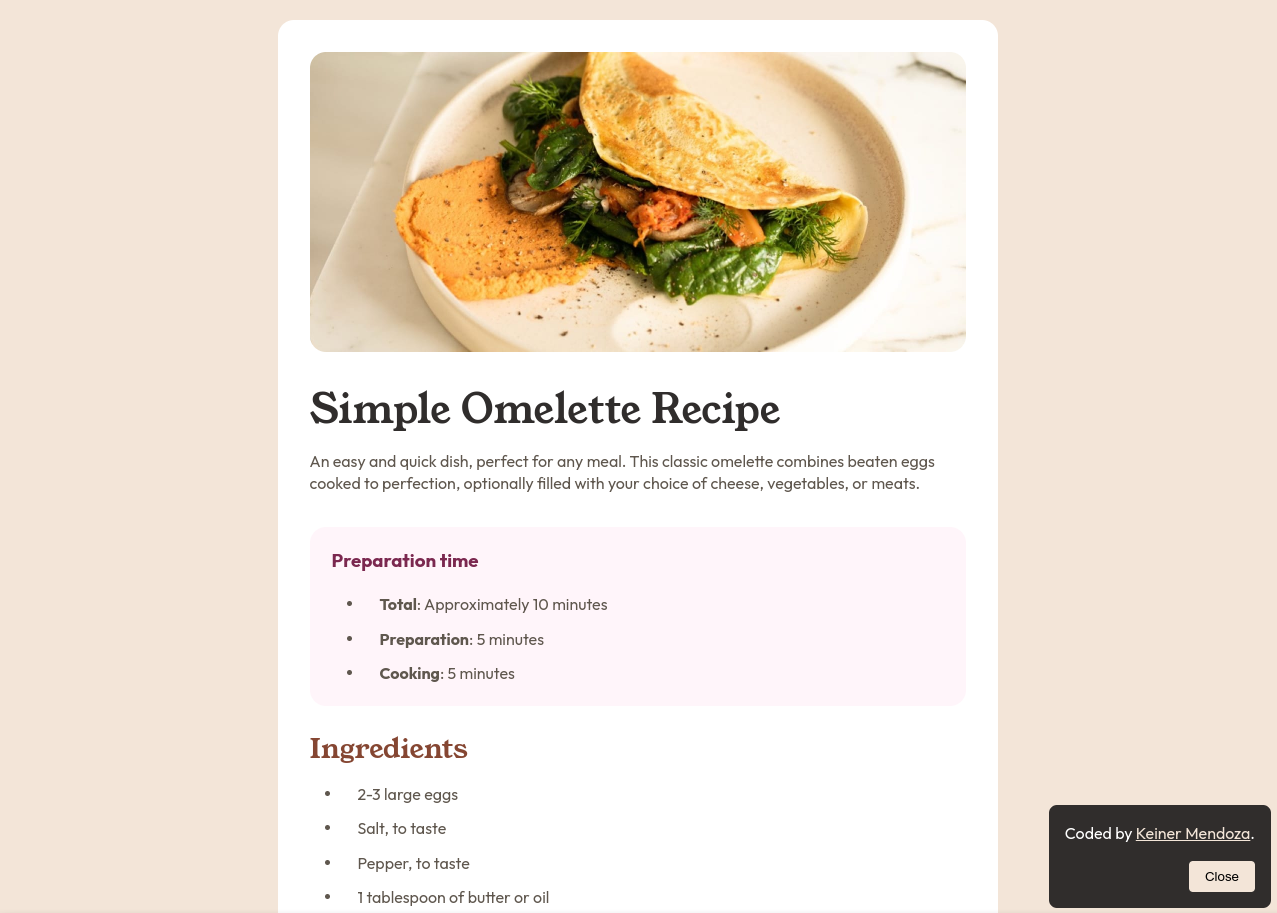 Simple Omelette Recipe
An easy and quick dish, perfect for any meal. This classic omelette combines beaten eggs
cooked to perfection, optionally filled with your choice of cheese, vegetables, or meats.
Preparation time
• Total: Approximately 10 minutes
• Preparation: 5 minutes
• Cooking: 5 minutes
Ingredients
• 2-3 large eggs
• Salt, to taste
• Pepper, to taste
• 1 tablespoon of butter or oil
Coded by Keiner Mendoza.
Close